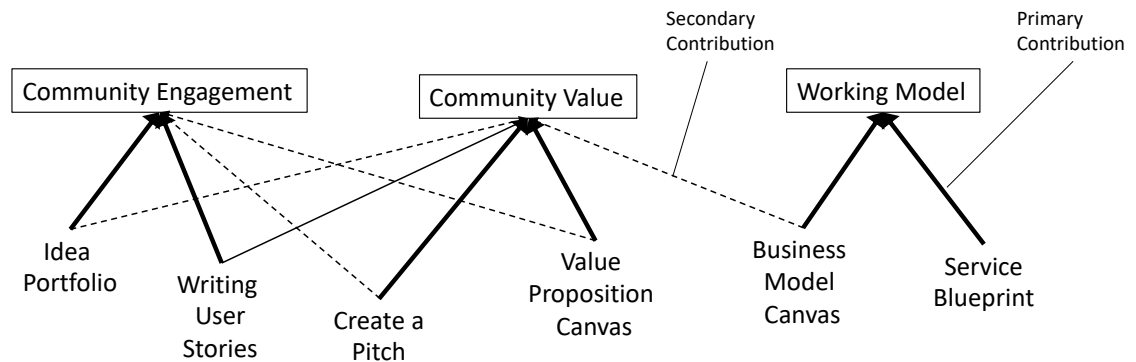 Secondary
Contribution
Primary
Contribution
Community Engagement
Community Value
Working Model
Idea
Portfolio
Writing
User
Stories
Create a
Pitch
Value
Proposition
Canvas
Business
Model
Canvas
Service
Blueprint